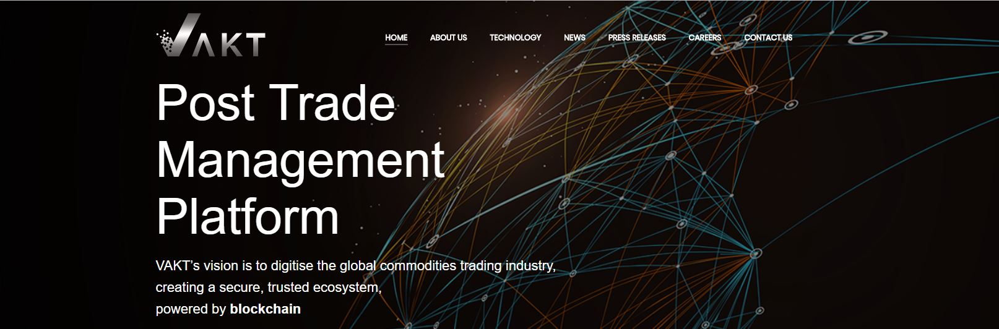 VAKT
HOME ABOUT US TECHNOLOGY NEWS PRESS RELEASES CAREERS CONTACT US
Post Trade
Management
Platform
VAKT’s vision is to digitise the global commodities trading industry,
creating a secure, trusted ecosystem,
powered by blockchain